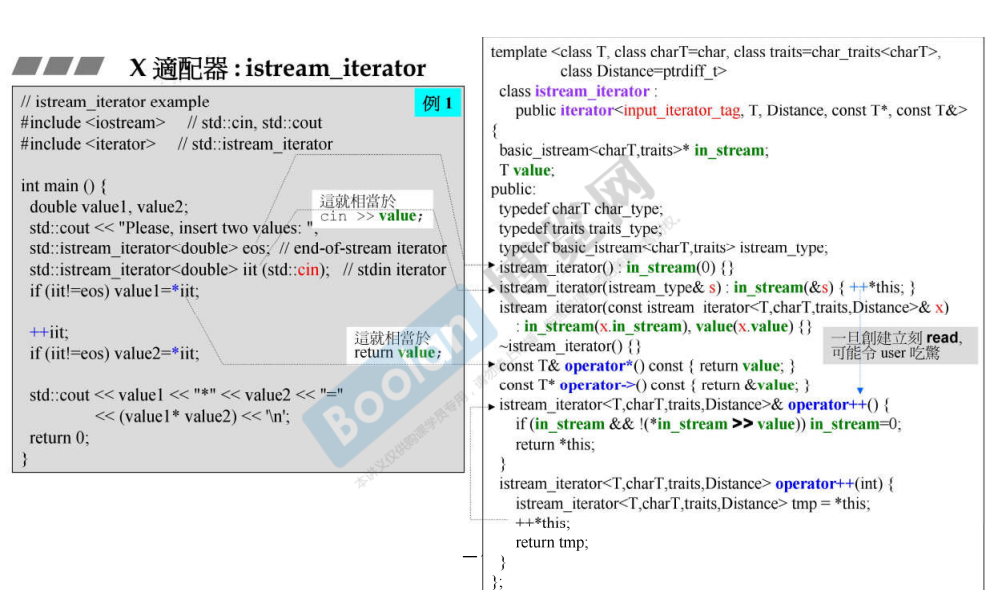 X 適配器 : istream_iterator
例 1
// istream_iterator example
#include <iostream> // std::cin, std::cout
#include <iterator> // std::istream_iterator
int main () {
double value1, value2;
這就相當於
cin >> value;
std::cout << "Please, insert two values: ";
std::istream_iterator<double> eos; // end-of-stream iterator
std::istream_iterator<double> iit (std::cin); // stdin iterator
if (iit!=eos) value1=*iit;
++iit;
if (iit!=eos) value2=*iit;
這就相當於
return value;
std::cout << value1 << "*" << value2 << "="
<< (value1* value2) << '\n';
return 0;
}
template <class T, class charT=char, class traits=char_traits<charT>,
class Distance=ptrdiff_t>
class istream_iterator :
public iterator<input_iterator_tag, T, Distance, const T*, const T&>
{
basic_istream<charT,traits>* in_stream;
T value;
public:
typedef charT char_type;
typedef traits traits_type;
typedef basic_istream<charT,traits> istream_type;
istream_iterator() : in_stream(0) {}
istream_iterator(istream_type& s) : in_stream(&s) { ++*this; }
istream_iterator(const istream_iterator<T,charT,traits,Distance>& x)
: in_stream(x.in_stream), value(x.value) {}
~istream_iterator() {}
一旦創建立刻 read,
可能令 user 吃驚
const T& operator*() const { return value; }
const T* operator->() const { return &value; }
istream_iterator<T,charT,traits,Distance>& operator++() {
if (in_stream && !(*in_stream >> value)) in_stream=0;
return *this;
}
istream_iterator<T,charT,traits,Distance> operator++(int) {
istream_iterator<T,charT,traits,Distance> tmp = *this;
++*this;
return tmp;
}
};
Boolan
博览网